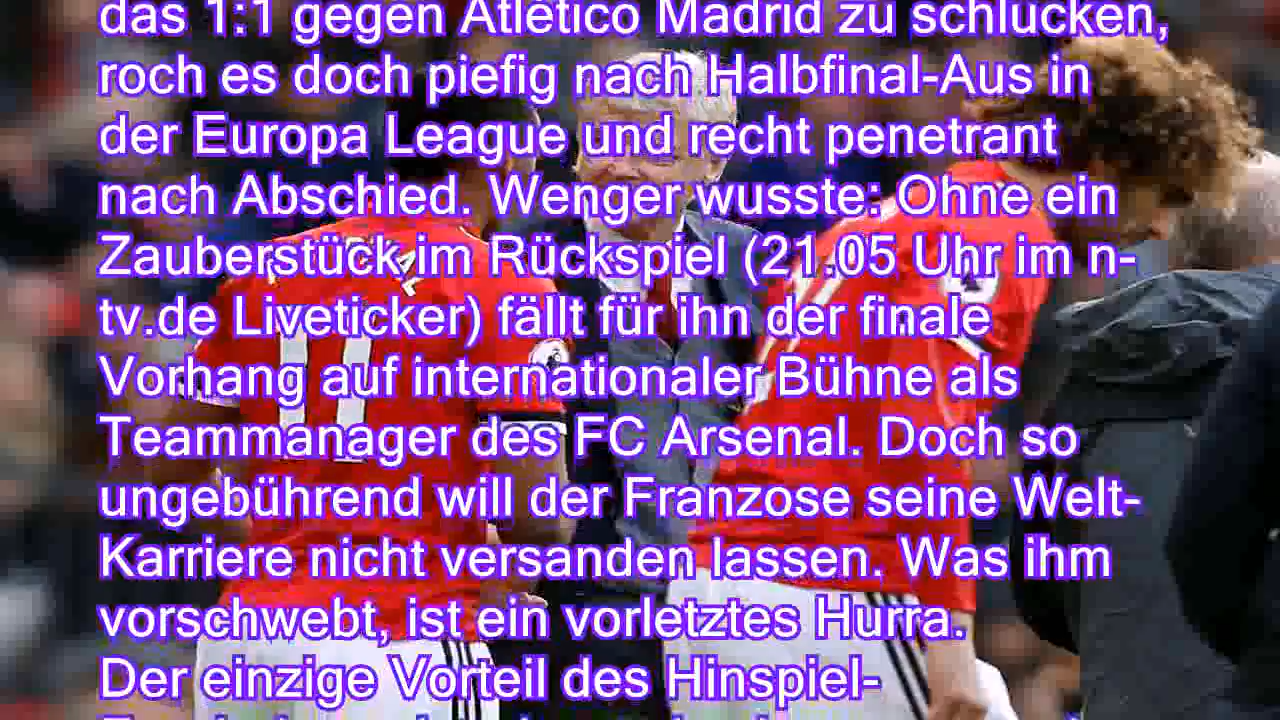 das 1:1 gegen Atlético Madrid zu schlucken,
roch es doch piefig nach Halbfinal-Aus in
der Europa League und recht penetrant
nach Abschied. Wenger wusste: Ohne ein
Zauberstück im Rückspiel (21.05 Uhr im n-
tv.de Liveticker) fällt für ihn der finale
Vorhang auf internationaler Bühne als
Teammanager des FC Arsenal. Doch so
ungebührend will der Franzose seine Welt-
Karriere nicht versanden lassen. Was ihm
vorschwebt, ist ein vorletztes Hurra.
Der einzige Vorteil des Hinspiel-
11